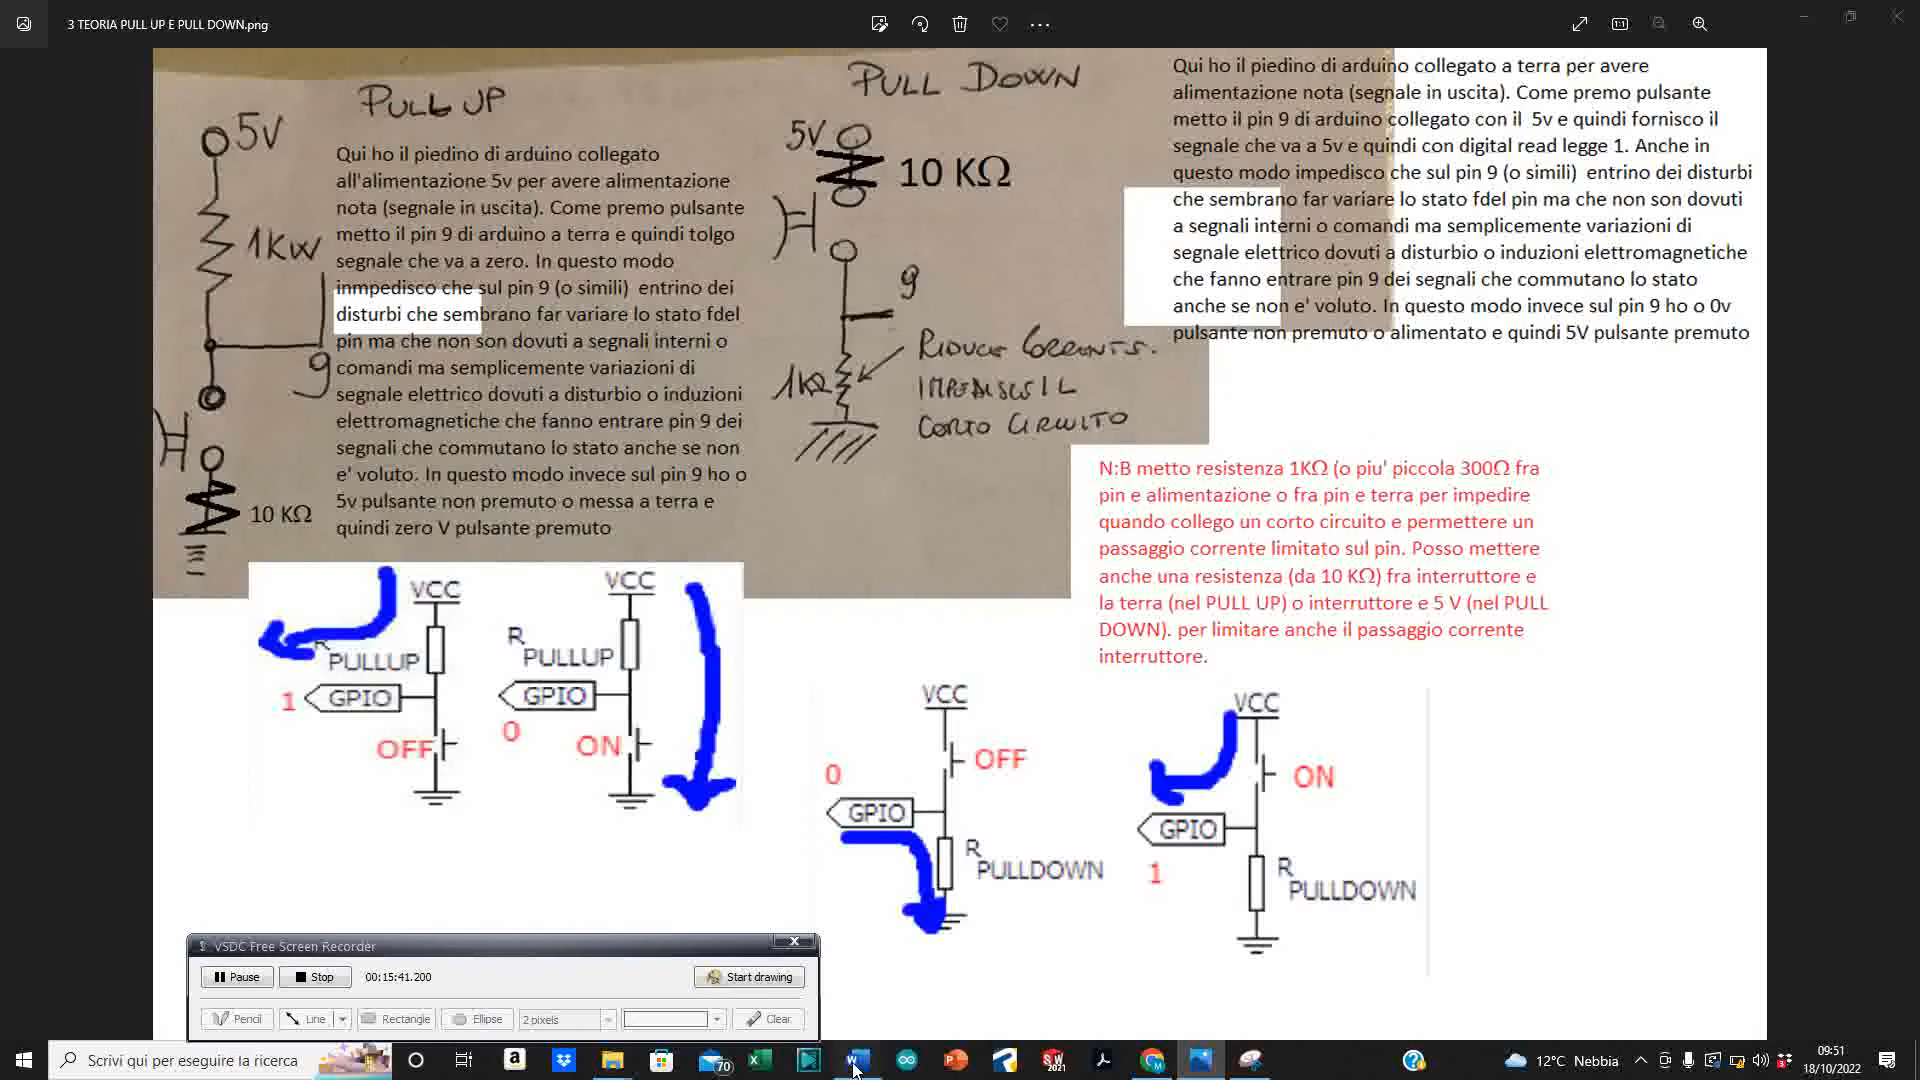 3 TEORIA PULL UP E PULL DOWN.png
PULL UP
5V
1KW
9
10 KΩ
Qui ho il piedino di arduino collegato
all'alimentazione 5v per avere alimentazione
nota (segnale in uscita). Come premo pulsante
metto il pin 9 di arduino a terra e quindi tolgo
segnale che va a zero. In questo modo
inmpedisco che sul pin 9 (o simili) entrino dei
disturbi che sembrano far variare lo stato fdel
pin ma che non son dovuti a segnali interni o
comandi ma semplicemente variazioni di
segnale elettrico dovuti a disturbo o induzioni
elettromagnetiche che fanno entrare pin 9 dei
segnali che commutano lo stato anche se non
e' voluto. In questo modo invece sul pin 9 ho o
5v pulsante non premuto o messa a terra e
quindi zero V pulsante premuto
PULL DOWN
5V
10 KΩ
9
1KΩ
RIDUCE CORRENTE.
IMPEDISCE IL
CORTO CIRCUITO
Qui ho il piedino di arduino collegato a terra per avere
alimentazione nota (segnale in uscita). Come premo pulsante
metto il pin 9 di arduino collegato con il 5v e quindi fornisco il
segnale che va a 5v e quindi con digital read legge 1. Anche in
questo modo impedisco che sul pin 9 (o simili) entrino dei disturbi
che sembrano far variare lo stato fdel pin ma che non son dovuti
a segnali interni o comandi ma semplicemente variazioni di
segnale elettrico dovuti a disturbo o induzioni elettromagnetiche
che fanno entrare pin 9 dei segnali che commutano lo stato
anche se non e' voluto. In questo modo invece sul pin 9 ho o 0v
pulsante non premuto o alimentato e quindi 5V pulsante premuto
N:B metto resistenza 1KΩ (o piu' piccola 300Ω fra
pin e alimentazione o fra pin e terra per impedire
quando collego un corto circuito e permettere un
passaggio corrente limitato sul pin. Posso mettere
anche una resistenza (da 10 KΩ) fra interruttore e
la terra (nel PULL UP) o interruttore e 5 V (nel PULL
DOWN). per limitare anche il passaggio corrente
interruttore.
VCC
R
PULLUP
1
GPIO
OFF
VCC
R
PULLUP
GPIO
0
ON
VCC
OFF
0
GPIO
R
PULLDOWN
VCC
ON
GPIO
1
R
PULLDOWN
VSDC Free Screen Recorder
Pause
Stop
00:15:41.200
Start drawing
Pencil
Line
Rectangle
Ellipse
2 pixels
Clear
Scrivi qui per eseguire la ricerca
70
2021
12°C Nebbia
09:51
18/10/2022